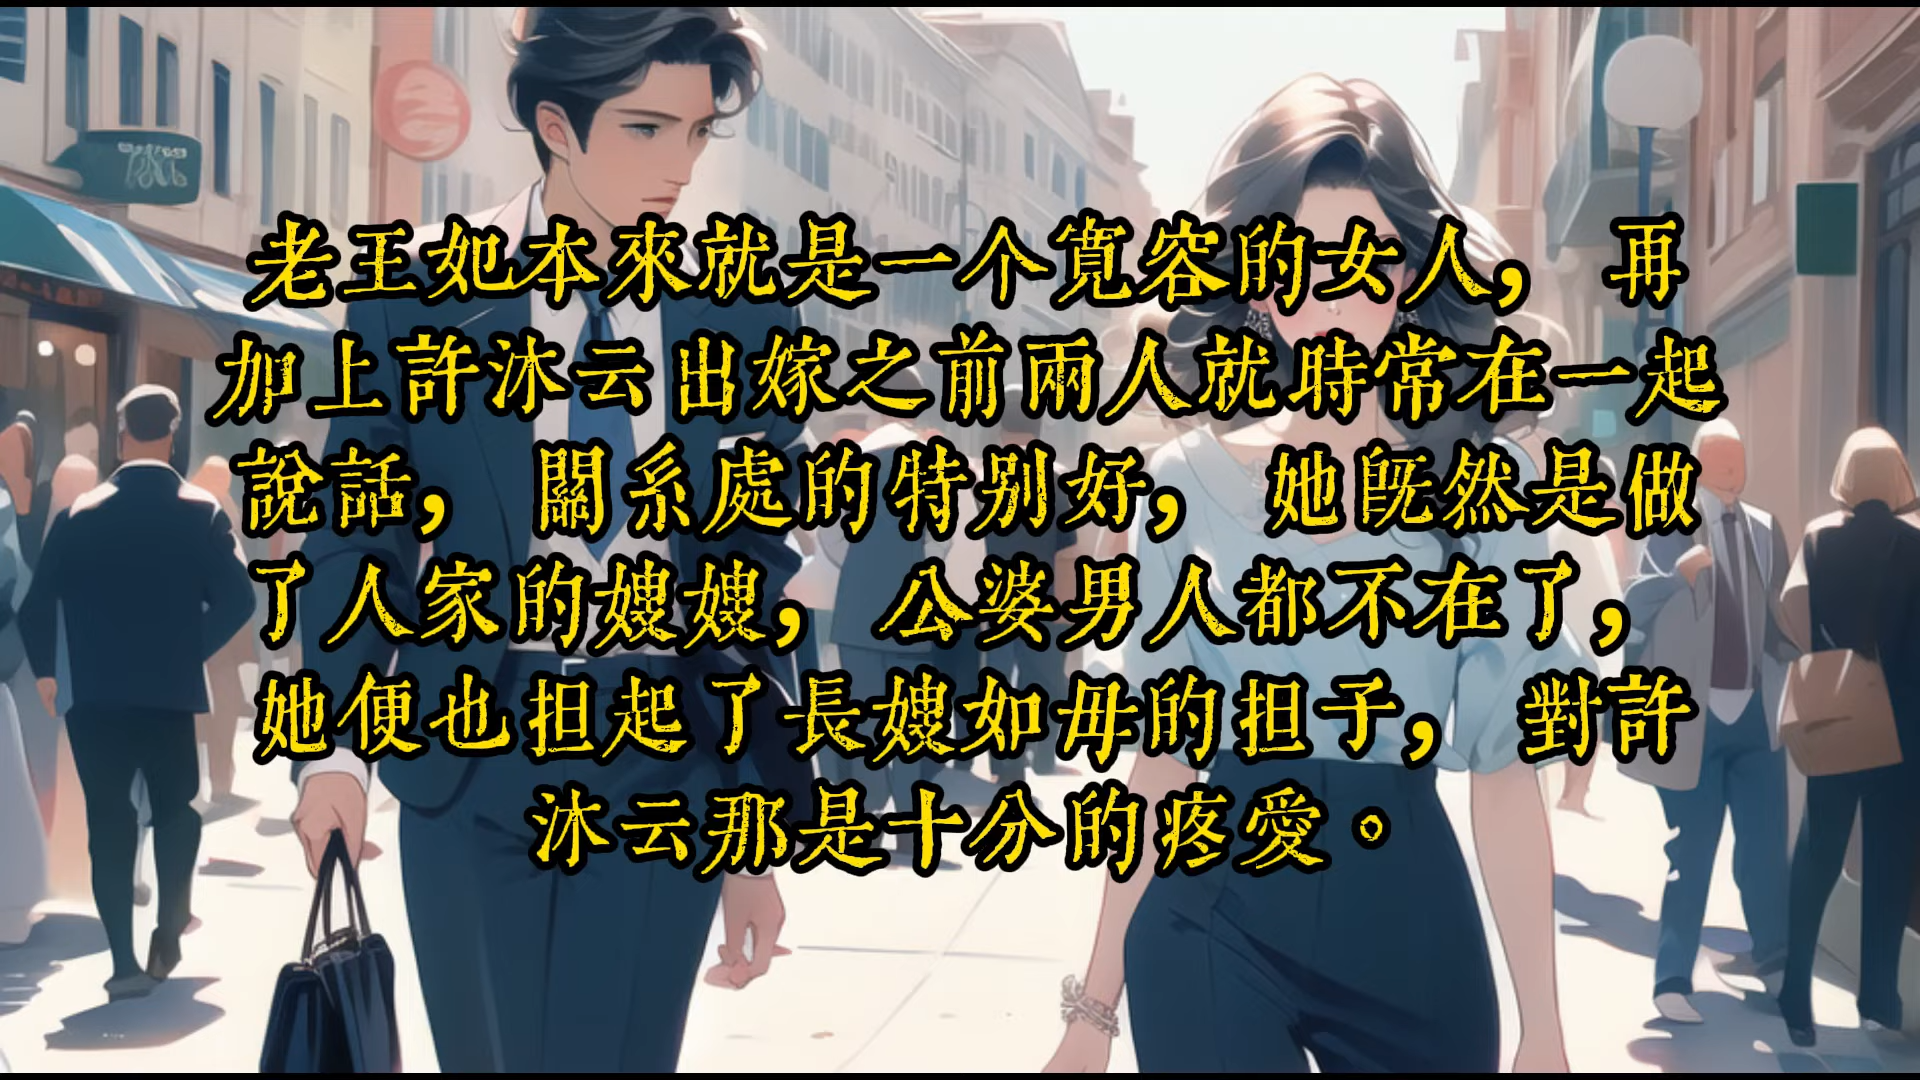 老王妃本來就是一个寬容的女人， 再
加上許沐云出嫁之前兩人就時常在一起
說話， 關系處的特别好， 她既然是做
了人家的嫂嫂， 公婆男人都不在了，
她便也担起了長嫂如毋的担子， 對許
沐云那是十分的疼愛。